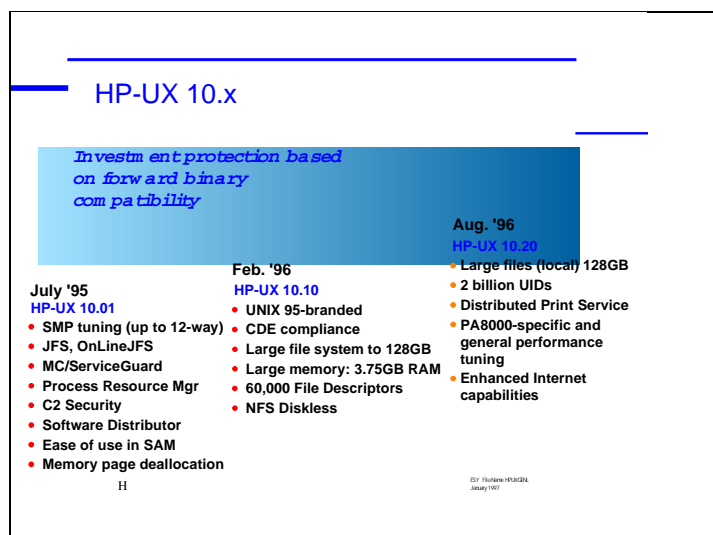 HP-UX 10.x
Investment protection based
on forward binary
compatibility
July '95
HP-UX 10.01
• SMP tuning (up to 12-way)
• JFS, OnLineJFS
• MC/ServiceGuard
• Process Resource Mgr
• C2 Security
• Software Distributor
• Ease of use in SAM
• Memory page deallocation
Feb. '96
HP-UX 10.10
• UNIX 95-branded
• CDE compliance
• Large file system to 128GB
• Large memory: 3.75GB RAM
• 60,000 File Descriptors
• NFS Diskless
Aug. '96
HP-UX 10.20
• Large files (local) 128GB
• 2 billion UIDs
• Distributed Print Service
• PA8000-specific and
general performance
tuning
• Enhanced Internet
capabilities
H
ESY File Name
January 1997